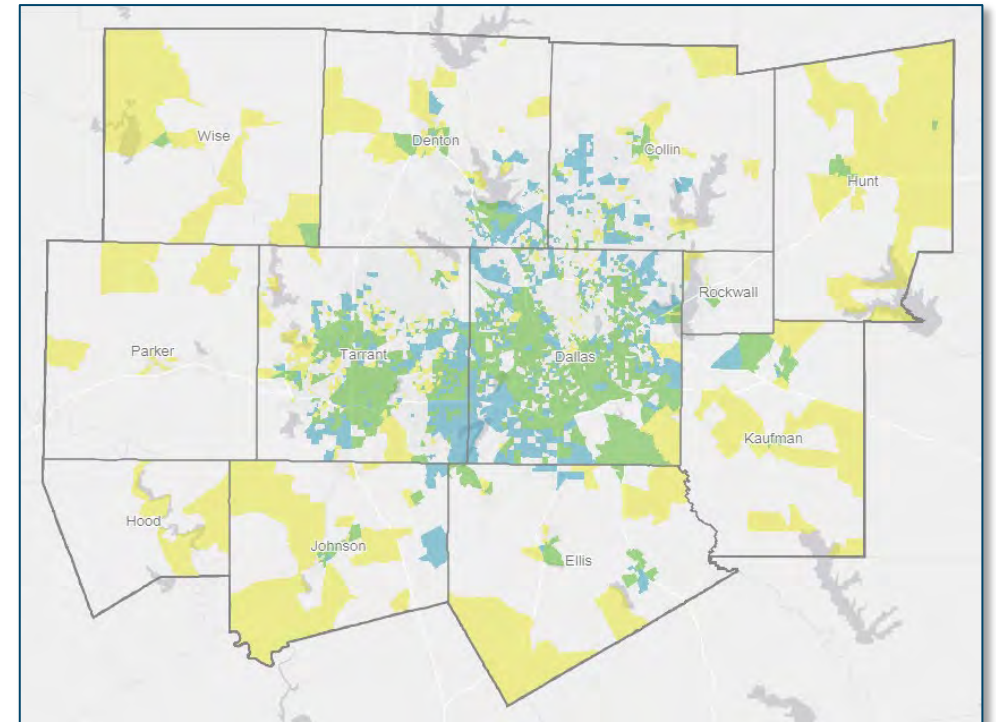 Wise
Denton
Collin
Hunt
Rockwall
Parker
Tarrant
Dallas
Kaufman
Hood
Johnson
Ellis